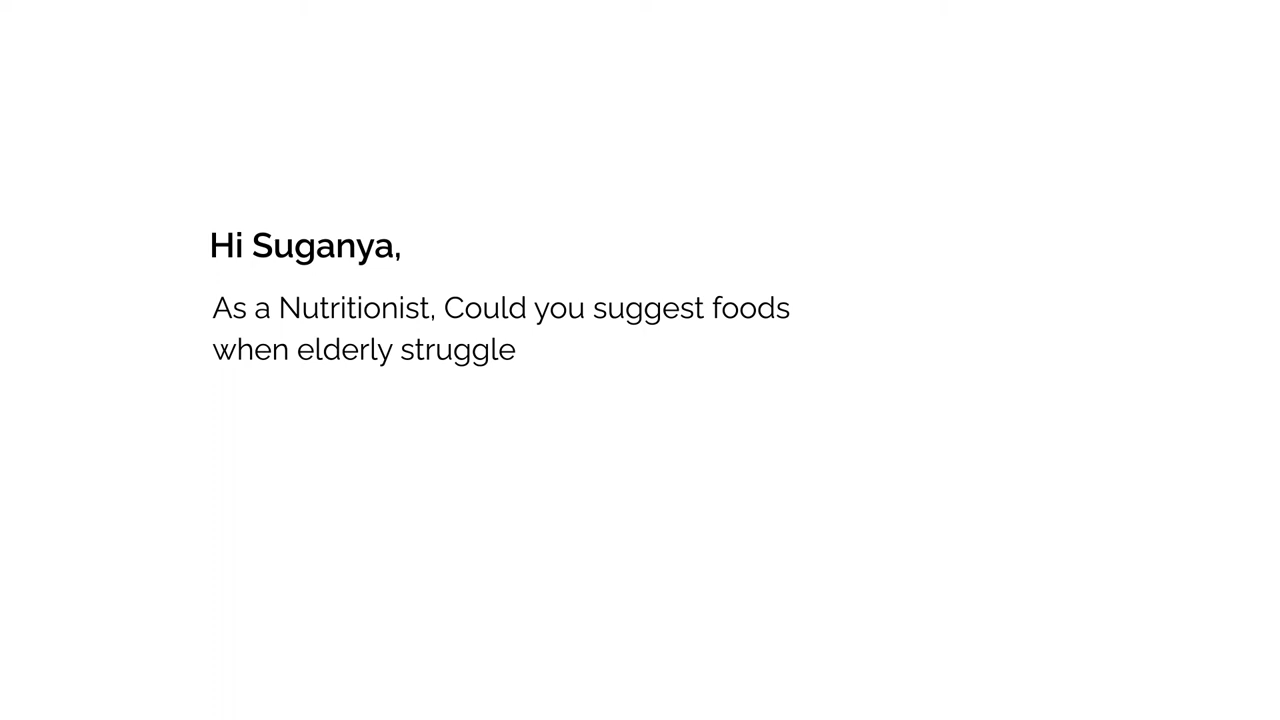 Hi Suganya,
As a Nutritionist, Could you suggest foods
when elderly struggle